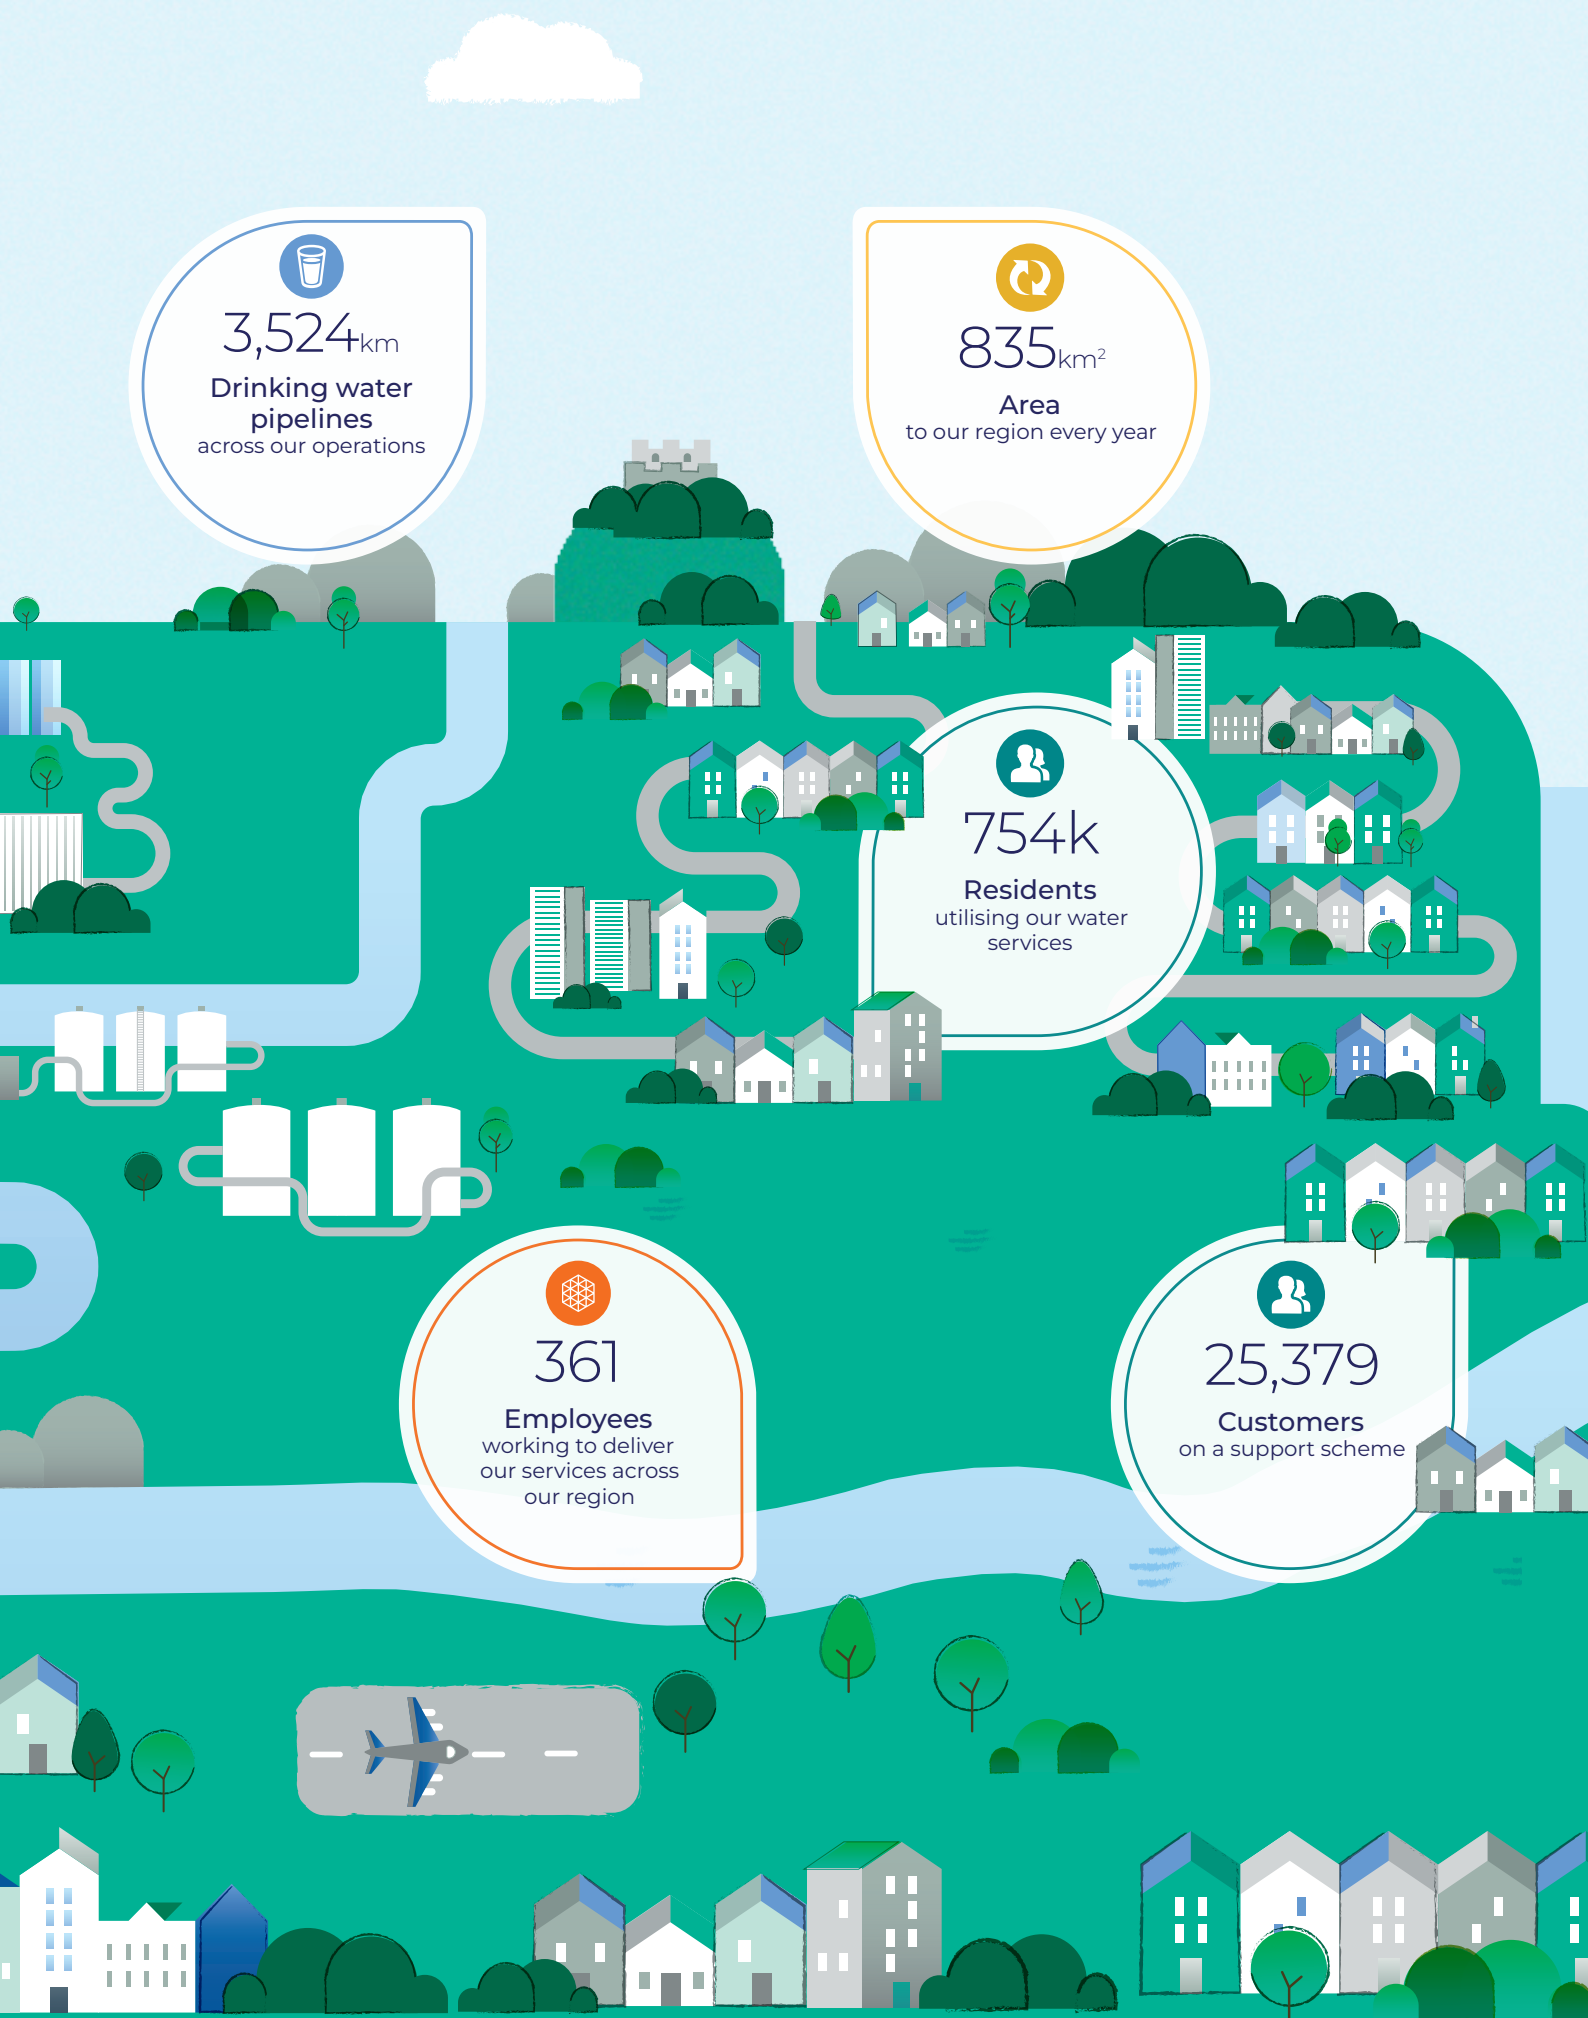 3,524km
Drinking water
pipelines
across our operations
835km²
Area
to our region every year
754k
Residents
utilising our water
services
361
Employees
working to deliver
our services across
our region
25,379
Customers
on a support scheme